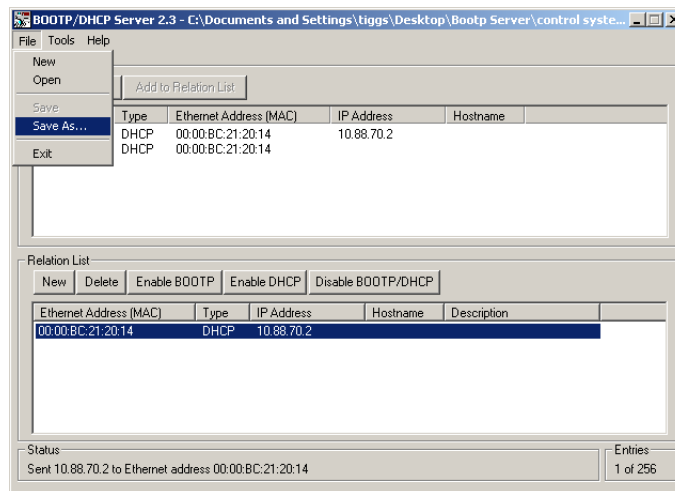 BOOTP/DHCP Server 2.3 - C:\Documents and Settings\tiggs\Desktop\Bootp Server\control syste...
File Tools Help
New
Open
Save
Save As...
Exit
Add to Relation List
Type Ethernet Address (MAC) IP Address Hostname
DHCP 00:00:BC:21:20:14 10.88.70.2
DHCP 00:00:BC:21:20:14
Relation List
New Delete Enable BOOTP Enable DHCP Disable BOOTP/DHCP
Ethernet Address (MAC) Type IP Address Hostname Description
00:00:BC:21:20:14 DHCP 10.88.70.2
Status
Sent 10.88.70.2 to Ethernet address 00:00:BC:21:20:14
Entries
1 of 256